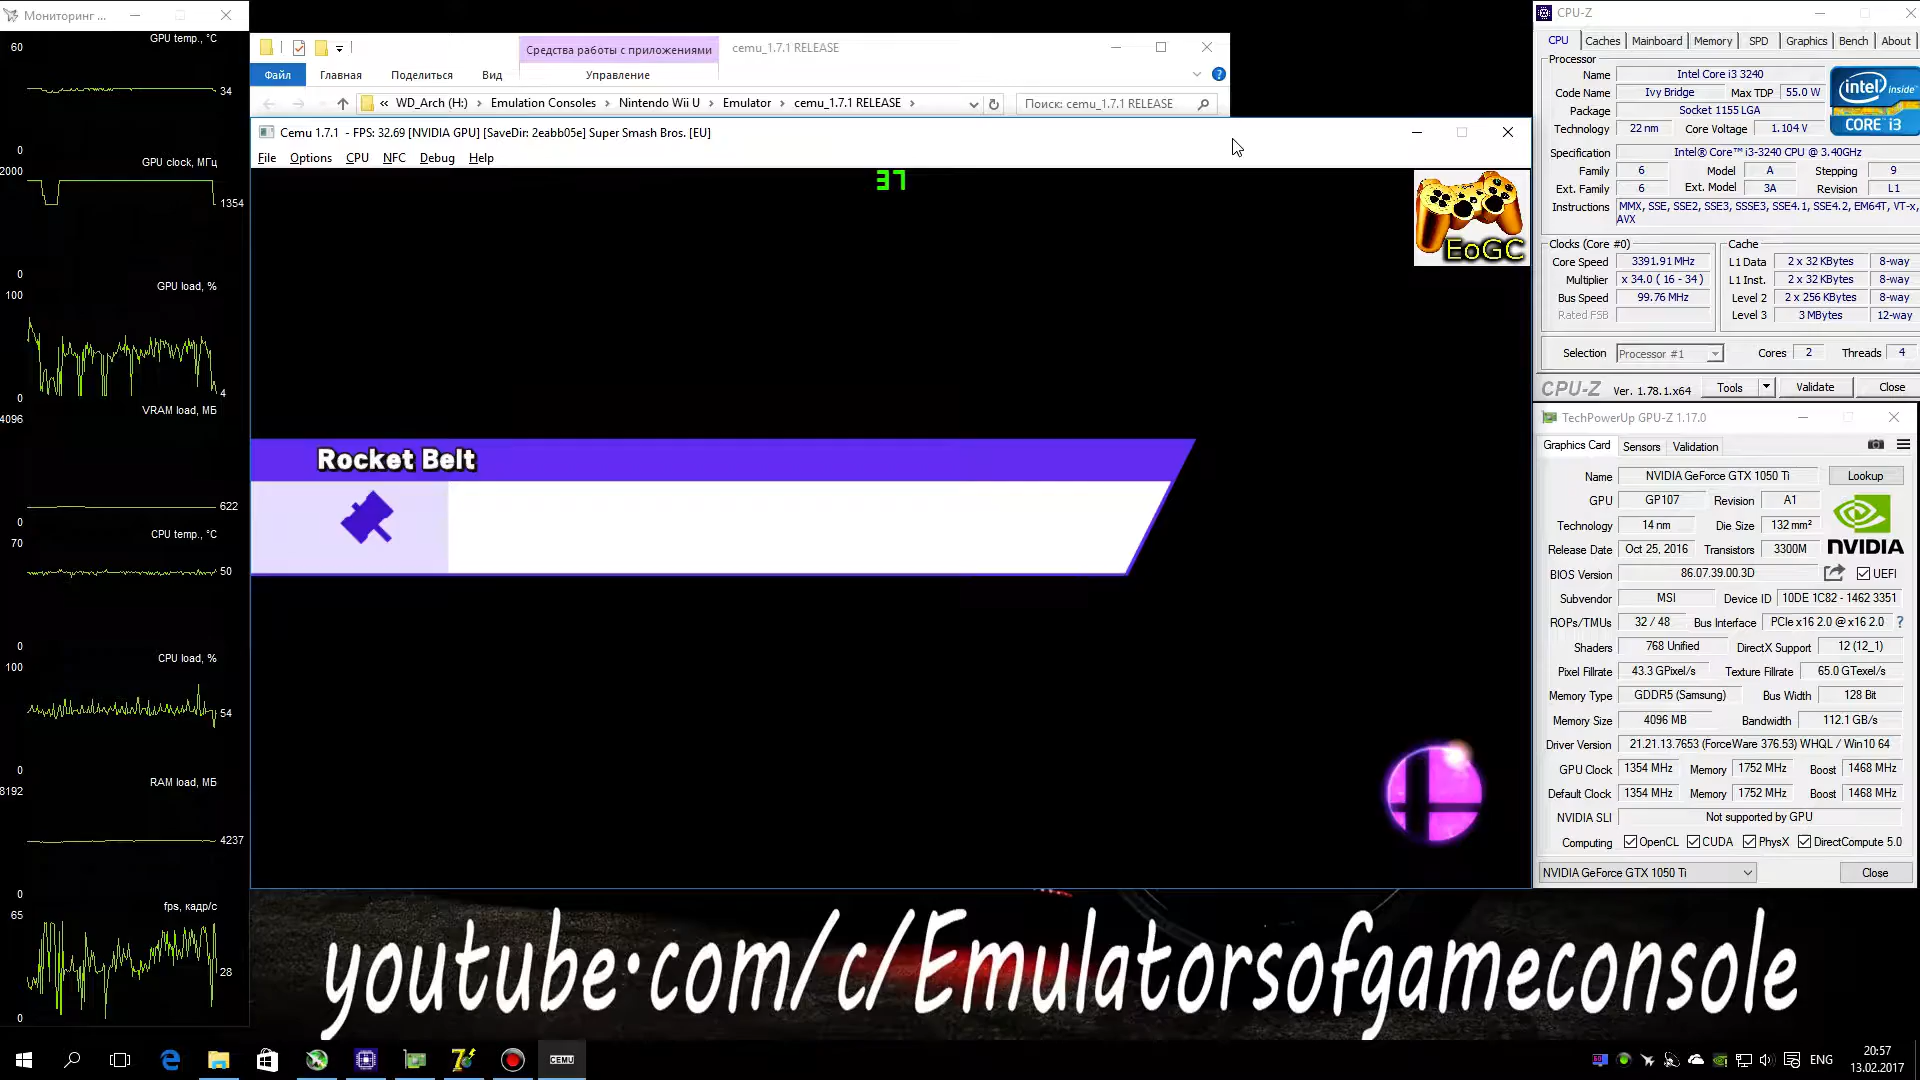 Мониторинг ...
GPU temp., °C
60
34
0
GPU clock, МГц
2000
1354
0
GPU load, %
100
4
0
VRAM load, МБ
4096
622
0
CPU temp., °C
70
50
0
CPU load, %
100
54
0
RAM load, МБ
8192
4237
0
fps, кадр/с
65
28
0
Средства работы с приложениями
cemu_1.7.1 RELEASE
Файл Главная Поделиться Вид Управление
« WD_Arch (H:) Emulation Consoles Nintendo Wii U Emulator cemu_1.7.1 RELEASE
Поиск: cemu_1.7.1 RELEASE
Cemu 1.7.1 - FPS: 32.69 [NVIDIA GPU] [SaveDir: 2eabb05e] Super Smash Bros. [EU]
File Options CPU NFC Debug Help
37
EoGC
Rocket Belt
CPU-Z
CPU Caches Mainboard Memory SPD Graphics Bench About
Processor
Name Intel Core i3 3240
Code Name Ivy Bridge Max TDP 55.0 W
Package Socket 1155 LGA
Technology 22 nm Core Voltage 1.104 V
intel inside™
CORE i3
Specification Intel® Core™ i3-3240 CPU @ 3.40GHz
Family 6 Model A Stepping 9
Ext. Family 6 Ext. Model 3A Revision L1
Instructions MMX, SSE, SSE2, SSE3, SSSE3, SSE4.1, SSE4.2, EM64T, VT-x,
AVX
Clocks (Core #0)
Core Speed 3391.91 MHz
Multiplier x 34.0 ( 16 - 34 )
Bus Speed 99.76 MHz
Rated FSB
Cache
L1 Data 2 x 32 KBytes 8-way
L1 Inst. 2 x 32 KBytes 8-way
Level 2 2 x 256 KBytes 8-way
Level 3 3 MBytes 12-way
Selection Processor #1 Cores 2 Threads 4
CPU-Z Ver. 1.78.1.x64 Tools Validate Close
TechPowerUp GPU-Z 1.17.0
Graphics Card Sensors Validation
Name NVIDIA GeForce GTX 1050 Ti Lookup
GPU GP107 Revision A1
Technology 14 nm Die Size 132 mm²
Release Date Oct 25, 2016 Transistors 3300M
NVIDIA
BIOS Version 86.07.39.00.3D UEFI
Subvendor MSI Device ID 10DE 1C82 - 1462 3351
ROPs/TMUs 32 / 48 Bus Interface PCIe x16 2.0 @ x16 2.0 ?
Shaders 768 Unified DirectX Support 12 (12_1)
Pixel Fillrate 43.3 GPixel/s Texture Fillrate 65.0 GTexel/s
Memory Type GDDR5 (Samsung) Bus Width 128 Bit
Memory Size 4096 MB Bandwidth 112.1 GB/s
Driver Version 21.21.13.7653 (ForceWare 376.53) WHQL / Win10 64
GPU Clock 1354 MHz Memory 1752 MHz Boost 1468 MHz
Default Clock 1354 MHz Memory 1752 MHz Boost 1468 MHz
NVIDIA SLI Not supported by GPU
Computing OpenCL CUDA PhysX DirectCompute 5.0
NVIDIA GeForce GTX 1050 Ti Close
youtube.com/c/Emulatorsofgameconsole
CEMU
ENG
20:57
13.02.2017